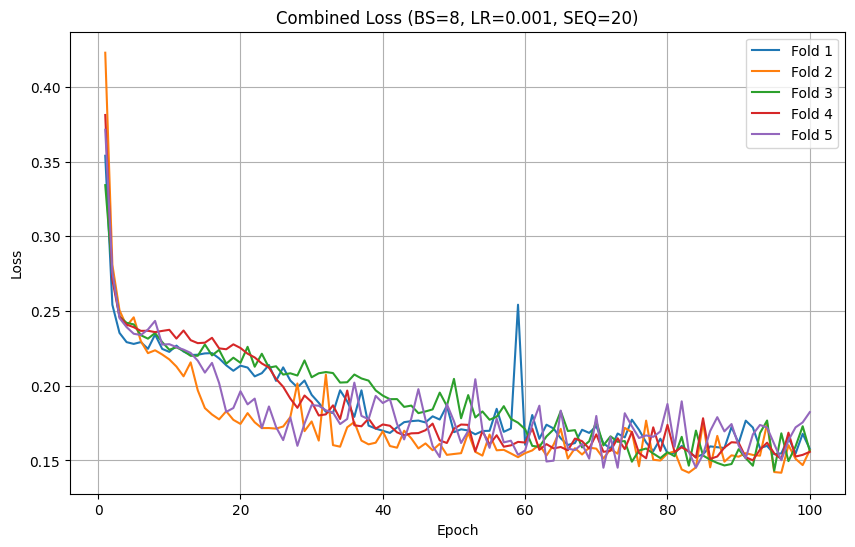 Combined Loss (BS=8, LR=0.001, SEQ=20)
Fold 1
Fold 2
Fold 3
Fold 4
Fold 5
Loss
0.40
0.35
0.30
0.25
0.20
0.15
0
20
40
60
80
100
Epoch